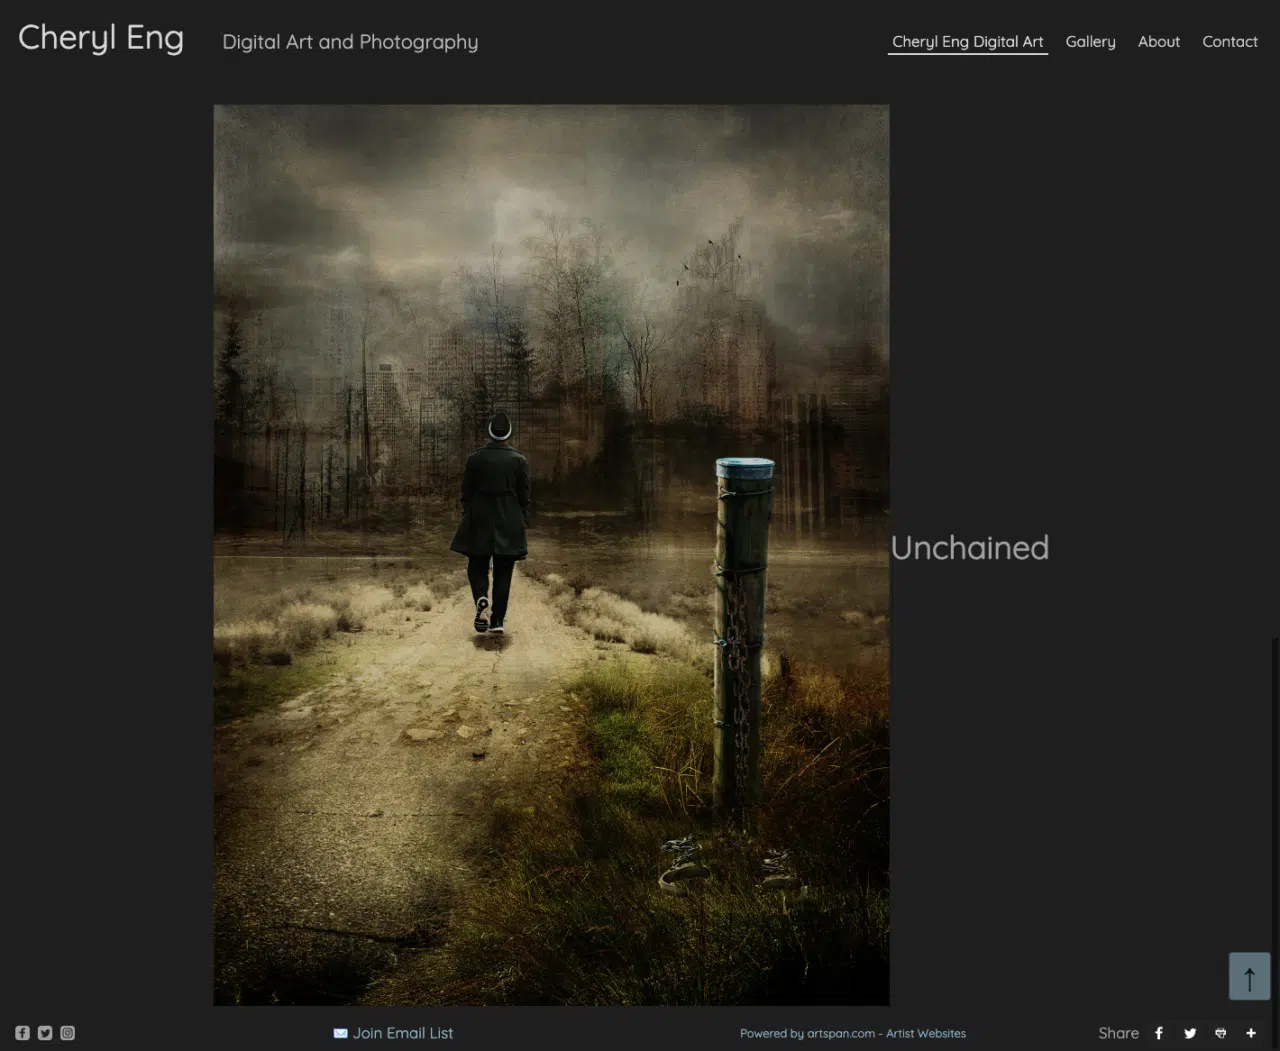 Cheryl Eng
Digital Art and Photography
Cheryl Eng Digital Art
Gallery
About
Contact
Unchained
Join Email List
Powered by artspan.com - Artist Websites
Share